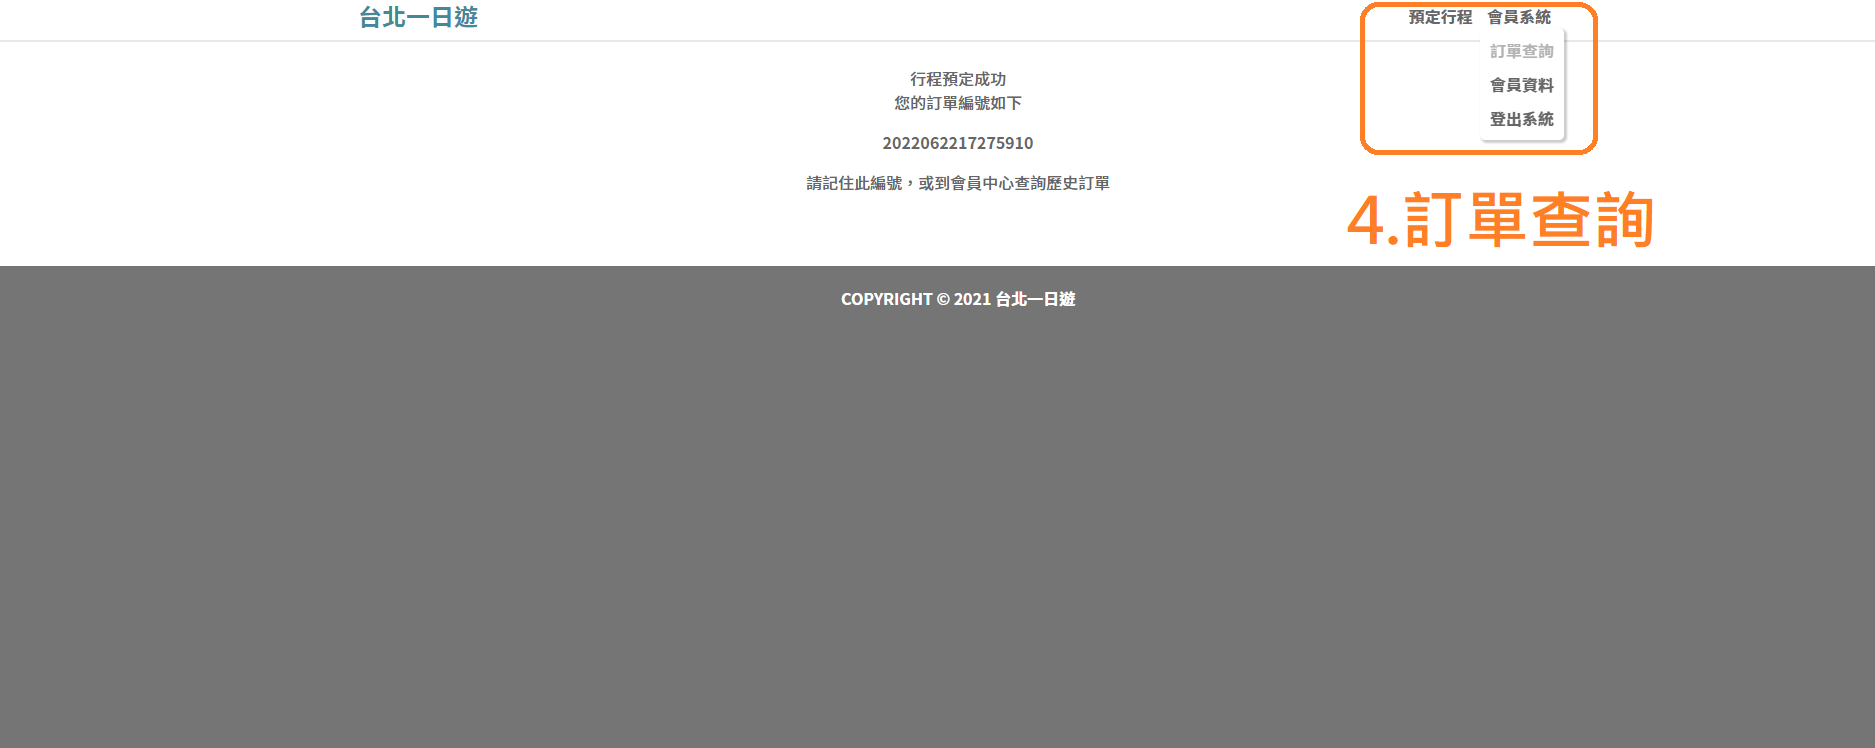 台北一日遊
預定行程 會員系統
訂單查詢
會員資料
登出系統
行程預定成功
您的訂單編號如下
2022062217275910
請記住此編號，或到會員中心查詢歷史訂單
4.訂單查詢
COPYRIGHT © 2021 台北一日遊